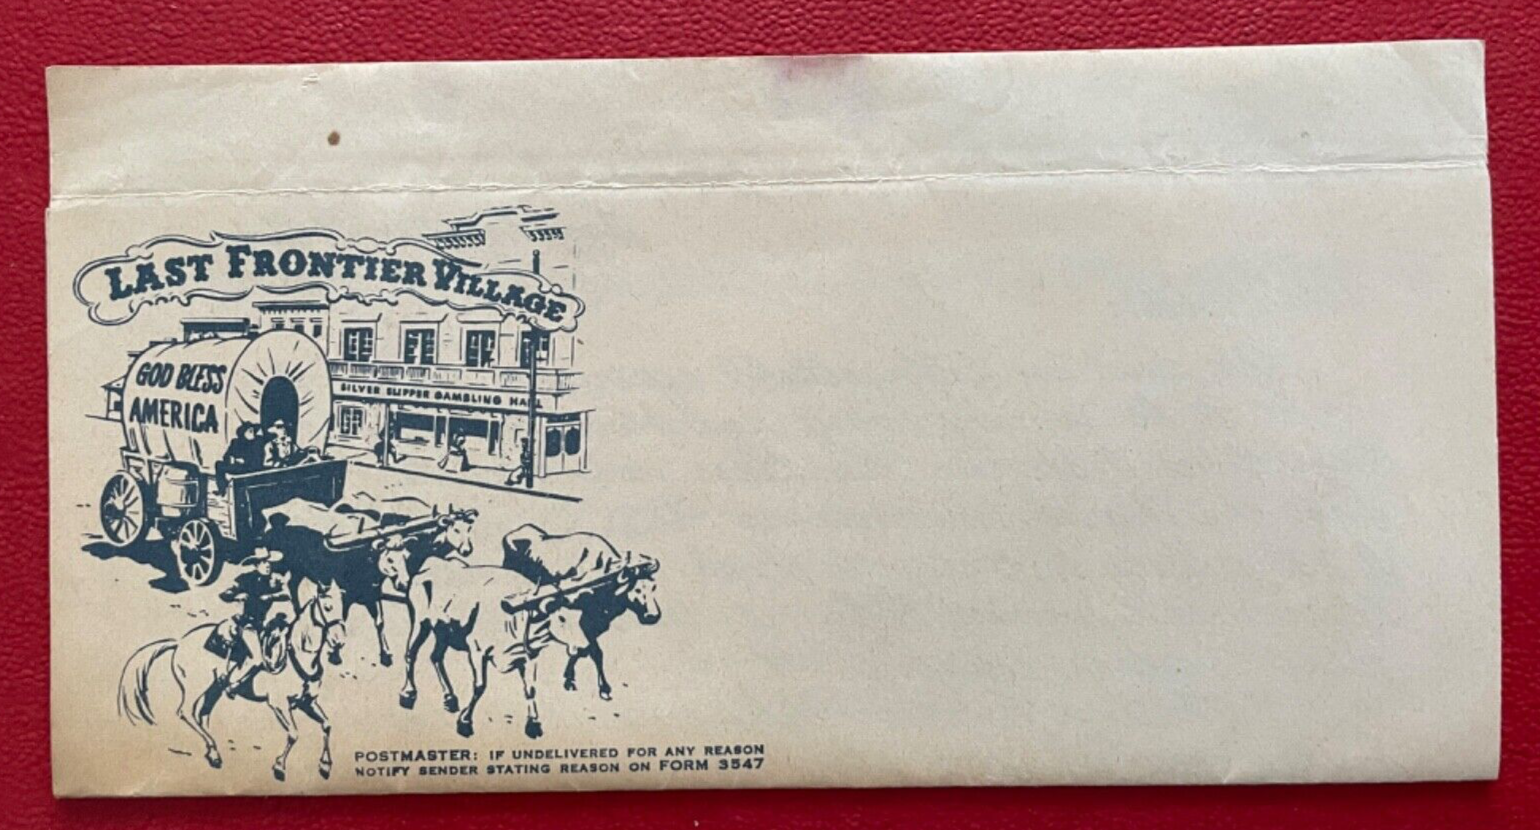 LAST FRONTIER VILLAGE
GOD BLESS
AMERICA
SILVER SLIPPER GAMBLING HALL
POSTMASTER: IF UNDELIVERED FOR ANY REASON
NOTIFY SENDER STATING REASON ON FORM 3547